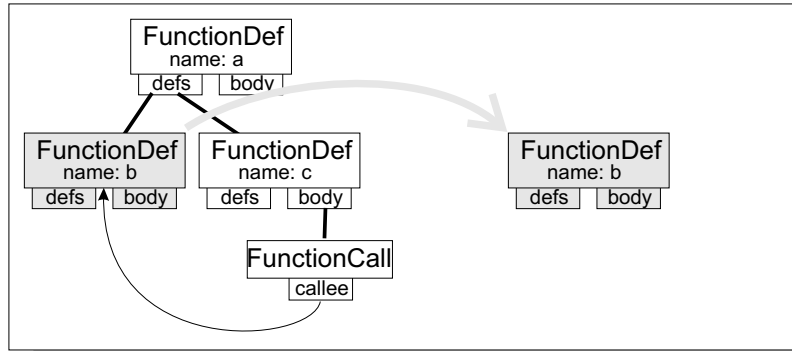 FunctionDef
name: a
defs body
FunctionDef
name: b
defs body
FunctionDef
name: c
defs body
FunctionCall
callee
FunctionDef
name: b
defs body